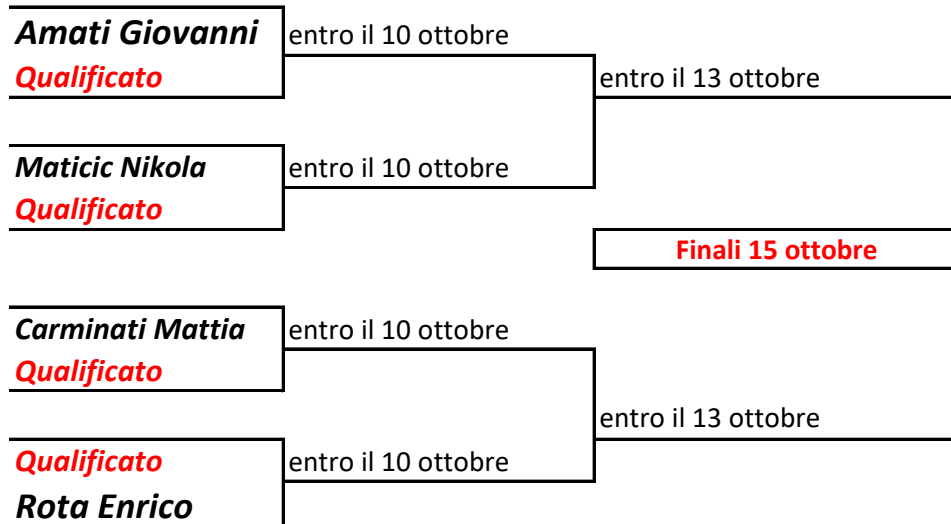 Amati Giovanni
entro il 10 ottobre
Qualificato
entro il 13 ottobre
Maticic Nikola
entro il 10 ottobre
Qualificato
Finali 15 ottobre
Carminati Mattia
entro il 10 ottobre
Qualificato
entro il 13 ottobre
Qualificato
entro il 10 ottobre
Rota Enrico